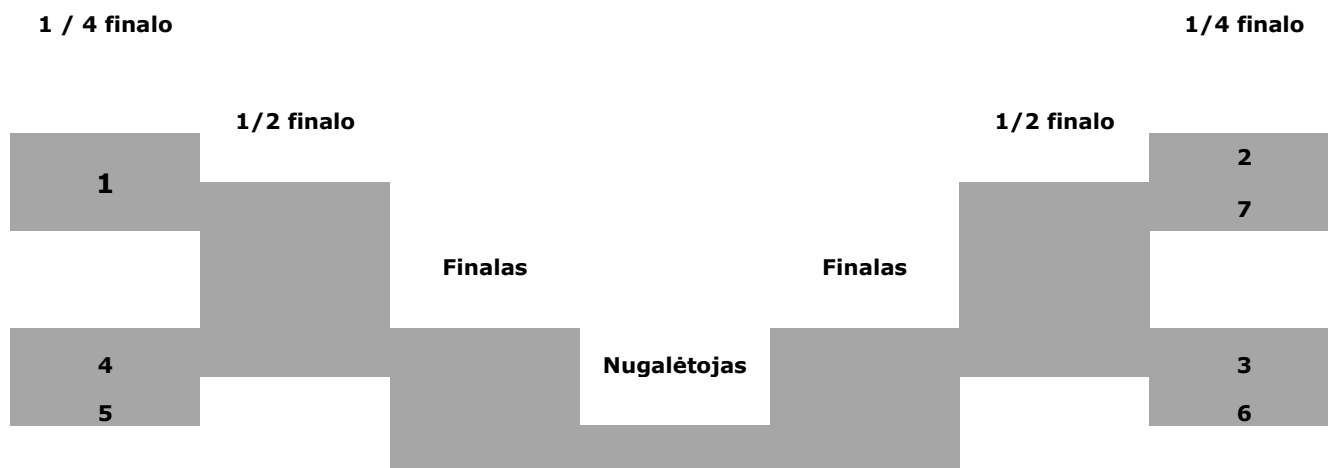 1 / 4 finalo
1/4 finalo
1/2 finalo
1/2 finalo
1
2
7
Finalas
Finalas
4
Nugalėtojas
3
5
6